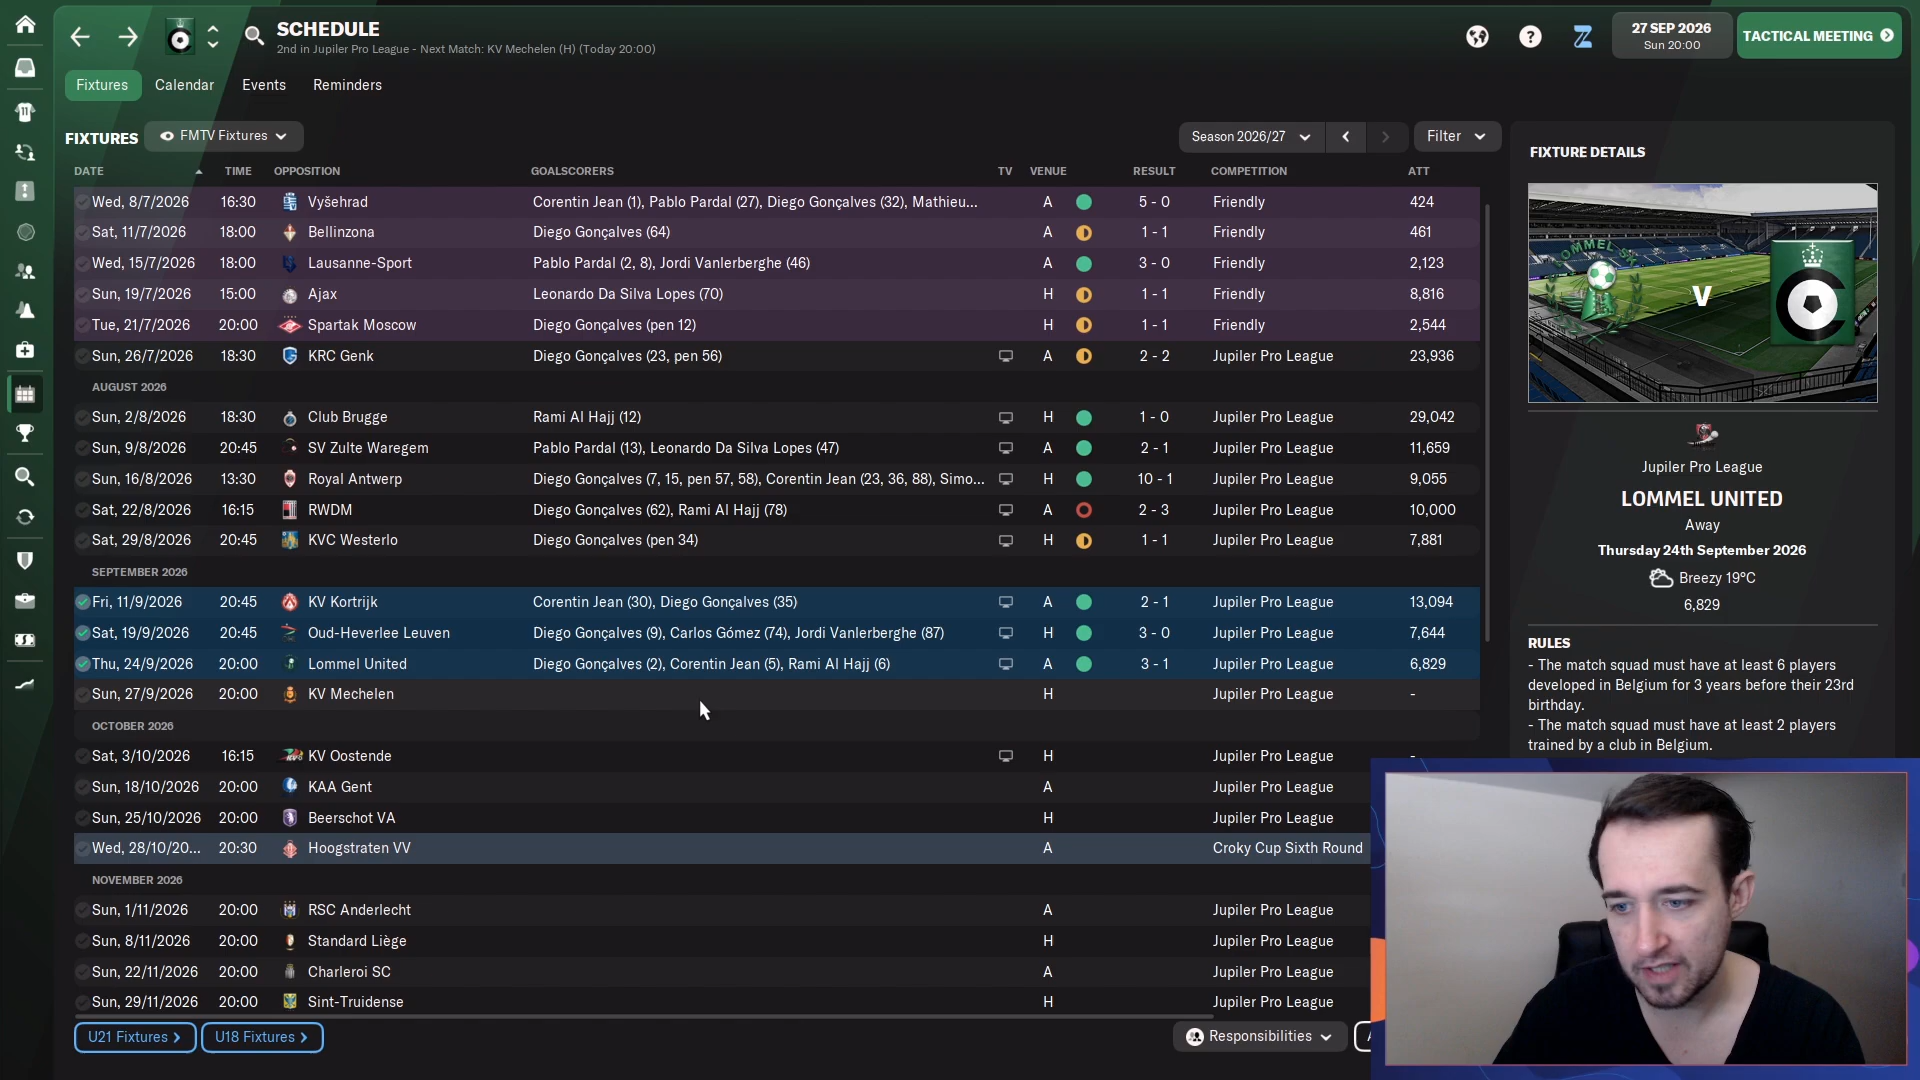 SCHEDULE
2nd in Jupiler Pro League - Next Match: KV Mechelen (H) (Today 20:00)
27 SEP 2026
Sun 20:00
TACTICAL MEETING
Fixtures Calendar Events Reminders
FIXTURES FMTV Fixtures Season 2026/27 Filter
DATE TIME OPPOSITION GOALSCORERS TV VENUE RESULT COMPETITION ATT
Wed, 8/7/2026 16:30 Vyšehrad Corentin Jean (1), Pablo Pardal (27), Diego Gonçalves (32), Mathieu... A 5 - 0 Friendly 424
Sat, 11/7/2026 18:00 Bellinzona Diego Gonçalves (64) A 1 - 1 Friendly 461
Wed, 15/7/2026 18:00 Lausanne-Sport Pablo Pardal (2, 8), Jordi Vanlerberghe (46) A 3 - 0 Friendly 2,123
Sun, 19/7/2026 15:00 Ajax Leonardo Da Silva Lopes (70) H 1 - 1 Friendly 8,816
Tue, 21/7/2026 20:00 Spartak Moscow Diego Gonçalves (pen 12) H 1 - 1 Friendly 2,544
Sun, 26/7/2026 18:30 KRC Genk Diego Gonçalves (23, pen 56) A 2 - 2 Jupiler Pro League 23,936
AUGUST 2026
Sun, 2/8/2026 18:30 Club Brugge Rami Al Hajj (12) H 1 - 0 Jupiler Pro League 29,042
Sun, 9/8/2026 20:45 SV Zulte Waregem Pablo Pardal (13), Leonardo Da Silva Lopes (47) A 2 - 1 Jupiler Pro League 11,659
Sun, 16/8/2026 13:30 Royal Antwerp Diego Gonçalves (7, 15, pen 57, 58), Corentin Jean (23, 36, 88), Simo... H 10 - 1 Jupiler Pro League 9,055
Sat, 22/8/2026 16:15 RWDM Diego Gonçalves (62), Rami Al Hajj (78) A 2 - 3 Jupiler Pro League 10,000
Sat, 29/8/2026 20:45 KVC Westerlo Diego Gonçalves (pen 34) H 1 - 1 Jupiler Pro League 7,881
SEPTEMBER 2026
Fri, 11/9/2026 20:45 KV Kortrijk Corentin Jean (30), Diego Gonçalves (35) A 2 - 1 Jupiler Pro League 13,094
Sat, 19/9/2026 20:45 Oud-Heverlee Leuven Diego Gonçalves (9), Carlos Gómez (74), Jordi Vanlerberghe (87) H 3 - 0 Jupiler Pro League 7,644
Thu, 24/9/2026 20:00 Lommel United Diego Gonçalves (2), Corentin Jean (5), Rami Al Hajj (6) A 3 - 1 Jupiler Pro League 6,829
Sun, 27/9/2026 20:00 KV Mechelen H Jupiler Pro League -
OCTOBER 2026
Sat, 3/10/2026 16:15 KV Oostende H Jupiler Pro League -
Sun, 18/10/2026 20:00 KAA Gent A Jupiler Pro League
Sun, 25/10/2026 20:00 Beerschot VA H Jupiler Pro League
Wed, 28/10/20... 20:30 Hoogstraten VV A Croky Cup Sixth Round
NOVEMBER 2026
Sun, 1/11/2026 20:00 RSC Anderlecht A Jupiler Pro League
Sun, 8/11/2026 20:00 Standard Liège H Jupiler Pro League
Sun, 22/11/2026 20:00 Charleroi SC A Jupiler Pro League
Sun, 29/11/2026 20:00 Sint-Truidense H Jupiler Pro League
U21 Fixtures U18 Fixtures Responsibilities
FIXTURE DETAILS
LOMMEL SK
V
Jupiler Pro League
LOMMEL UNITED
Away
Thursday 24th September 2026
Breezy 19°C
6,829
RULES
- The match squad must have at least 6 players
developed in Belgium for 3 years before their 23rd
birthday.
- The match squad must have at least 2 players
trained by a club in Belgium.